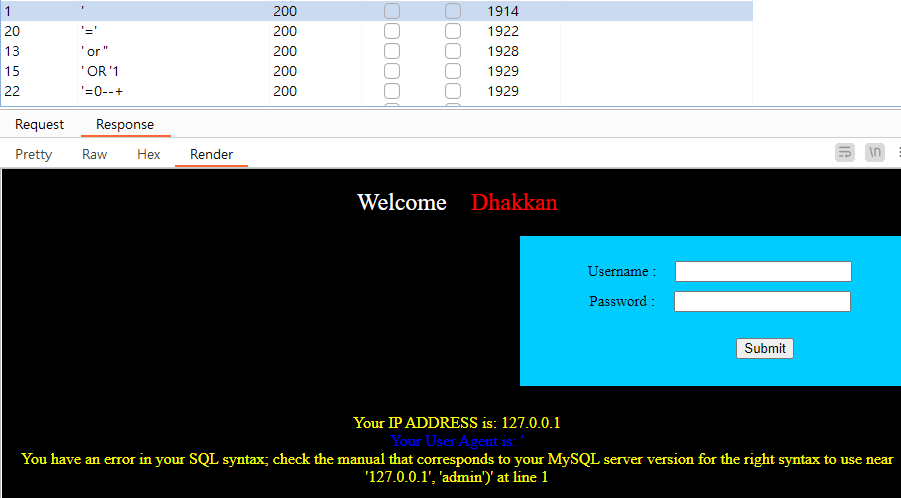 1 ' 200 1914
20 '=' 1922 200
13 ' or '' 200 1928
15 ' OR '1 200 1929
22 '=0--+ 200 1929
Request Response
Pretty Raw Hex Render \n
Welcome Dhakkan
Username :
Password :
Submit
Your IP ADDRESS is: 127.0.0.1
Your User Agent is: '
You have an error in your SQL syntax; check the manual that corresponds to your MySQL server version for the right syntax to use near
'127.0.0.1', 'admin')' at line 1